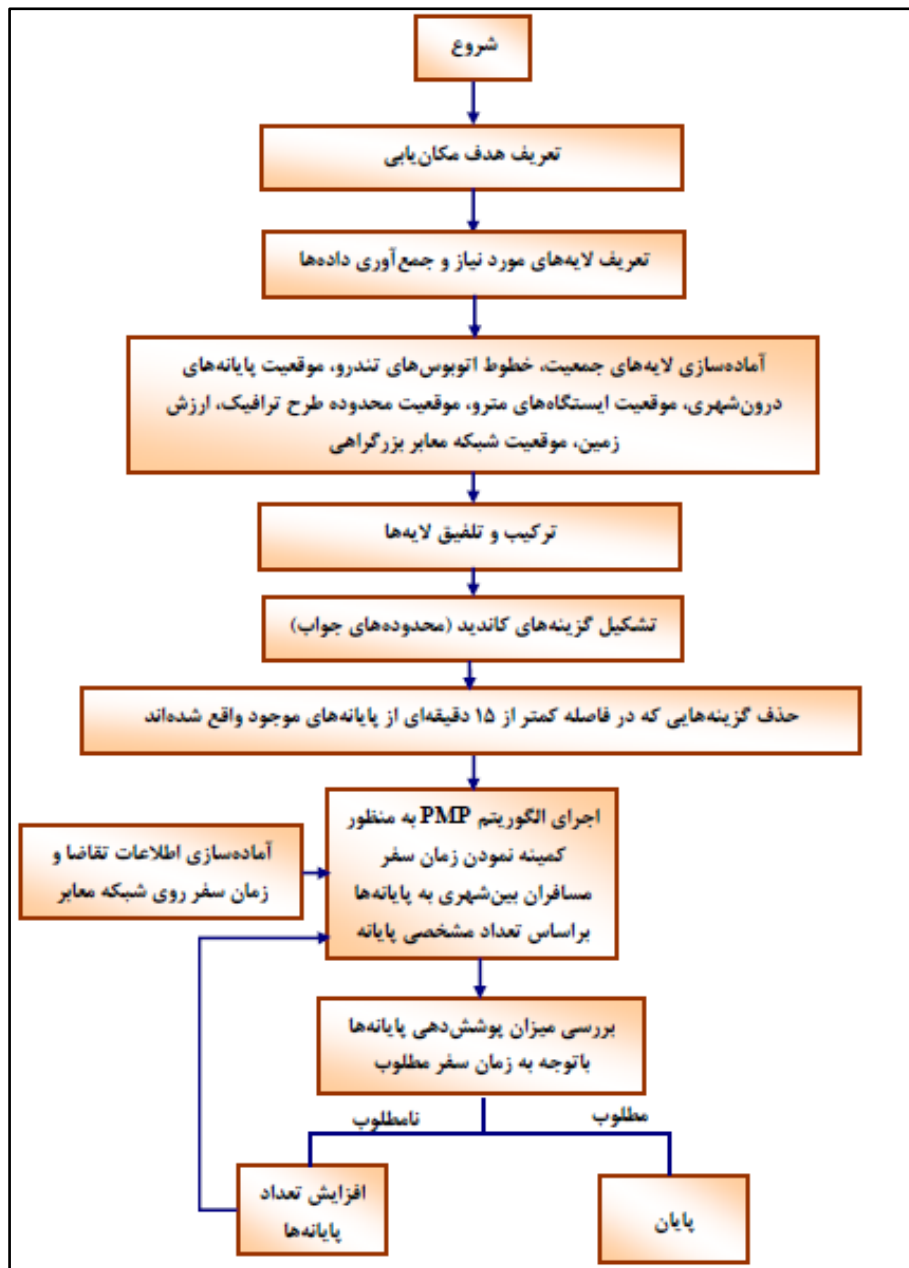 شروع
تعریف هدف مکان‌یابی
تعریف لایه‌های مورد نیاز و جمع‌آوری داده‌ها
آماده‌سازی لایه‌های جمعیت، خطوط اتوبوس‌های تندرو، موقعیت پایانه‌های
درون‌شهری، موقعیت ایستگاه‌های مترو، موقعیت محدوده طرح ترافیک، ارزش
زمین، موقعیت شبکه معابر بزرگراهی
ترکیب و تلفیق لایه‌ها
تشکیل گزینه‌های کاندید (محدوده‌های جواب)
حذف گزینه‌هایی که در فاصله کمتر از ۱۵ دقیقه‌ای از پایانه‌های موجود واقع شده‌اند
اجرای الگوریتم PMP به منظور
کمینه نمودن زمان سفر
مسافران بین‌شهری به پایانه‌ها
براساس تعداد مشخصی پایانه
آماده‌سازی اطلاعات تقاضا و
زمان سفر روی شبکه معابر
بررسی میزان پوشش‌دهی پایانه‌ها
باتوجه به زمان سفر مطلوب
مطلوب
نامطلوب
پایان
افزایش تعداد
پایانه‌ها